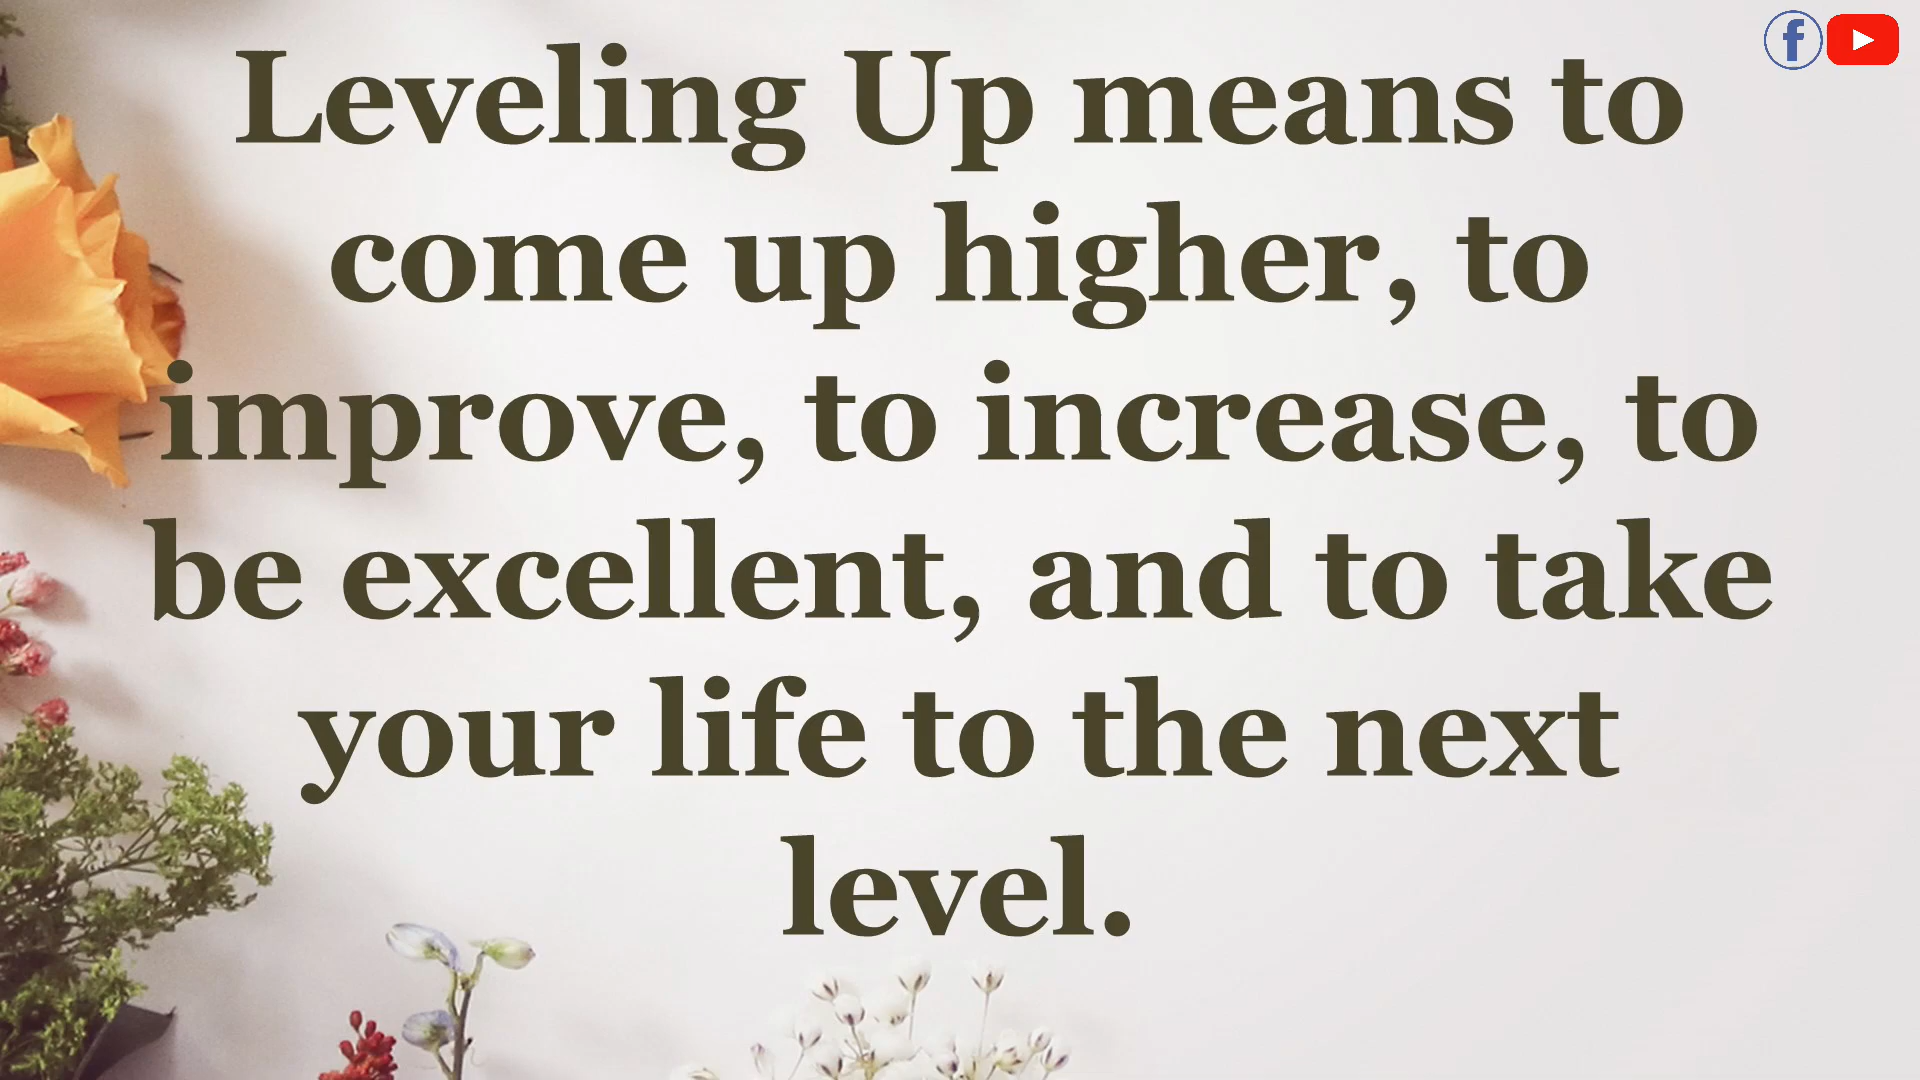 Leveling Up means to
come up higher, to
improve, to increase, to
be excellent, and to take
your life to the next
level.